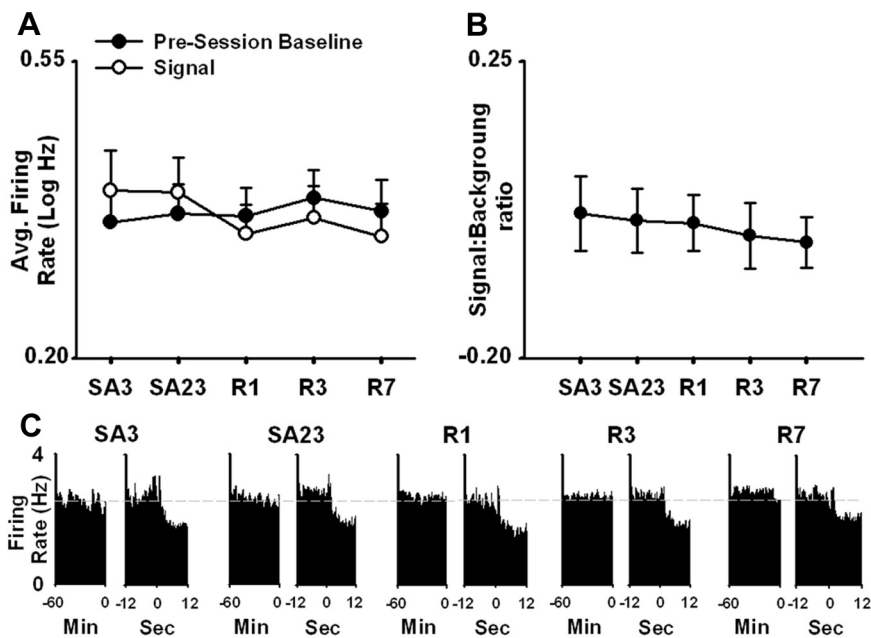 A
Pre-Session Baseline
Signal
0.55
Avg. Firing
Rate (Log Hz)
0.20
SA3 SA23 R1 R3 R7
B
0.25
Signal:Backgroung
ratio
-0.20
SA3 SA23 R1 R3 R7
C
SA3 SA23 R1 R3 R7
4
Firing
Rate (Hz)
0
-60 0 -12 0 12 -60 0 -12 0 12 -60 0 -12 0 12 -60 0 -12 0 12 -60 0 -12 0 12
Min Sec Min Sec Min Sec Min Sec Min Sec